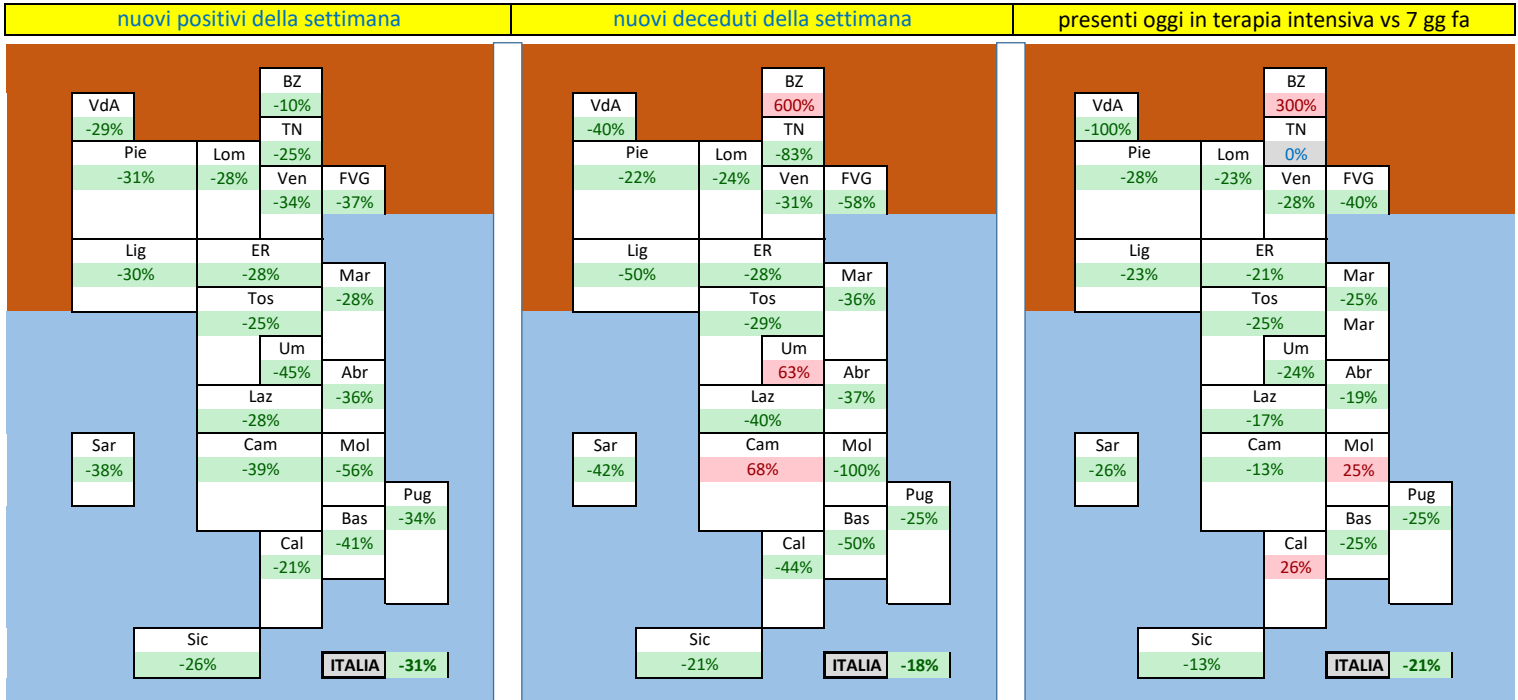 nuovi positivi della settimana
nuovi deceduti della settimana
presenti oggi in terapia intensiva vs 7 gg fa
BZ
VdA
-10%
-29%
TN
Pie
Lom
-25%
-31%
-28%
Ven
FVG
-34%
-37%
Lig
ER
-30%
-28%
Mar
Tos
-28%
-25%
Um
-45%
Abr
Laz
-36%
-28%
Sar
Cam
Mol
-38%
-39%
-56%
Pug
Bas
-34%
Cal
-41%
-21%
Sic
-26%
ITALIA
-31%
BZ
VdA
600%
-40%
TN
Pie
Lom
-83%
-22%
-24%
Ven
FVG
-31%
-58%
Lig
ER
-50%
-28%
Mar
Tos
-36%
-29%
Um
63%
Abr
Laz
-37%
-40%
Sar
Cam
Mol
-42%
68%
-100%
Pug
Bas
-25%
Cal
-50%
-44%
Sic
-21%
ITALIA
-18%
BZ
VdA
300%
-100%
TN
Pie
Lom
0%
-28%
-23%
Ven
FVG
-28%
-40%
Lig
ER
-23%
-21%
Mar
Tos
-25%
-25%
Mar
Um
-24%
Abr
Laz
-19%
-17%
Sar
Cam
Mol
-26%
-13%
25%
Pug
Bas
-25%
Cal
-25%
26%
Sic
-13%
ITALIA
-21%